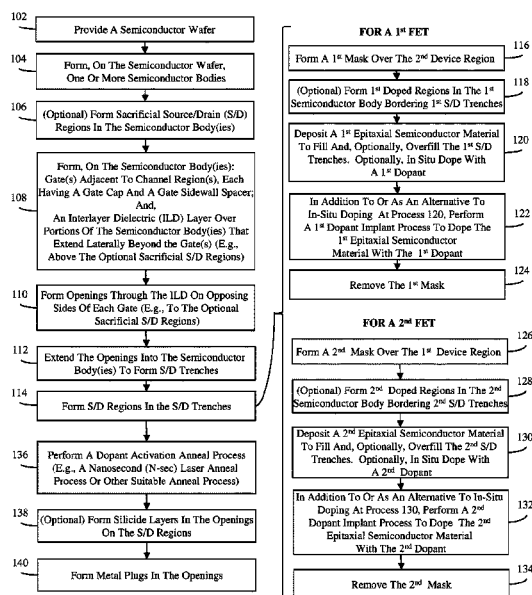 102
Provide A Semiconductor Wafer
104
Form, On The Semiconductor Wafer,
One Or More Semiconductor Bodies
106
(Optional) Form Sacrificial Source/Drain (S/D)
Regions In The Semiconductor Body(ies)
108
Form, On The Semiconductor Body(ies):
Gate(s) Adjacent To Channel Region(s), Each
Having A Gate Cap And A Gate Sidewall Spacer;
And,
An Interlayer Dielectric (ILD) Layer Over
Portions Of The Semiconductor Body(ies) That
Extend Laterally Beyond the Gate(s) (E.g.,
Above The Optional Sacrificial S/D Regions)
110
Form Openings Through The ILD On Opposing
Sides Of Each Gate (E.g., To The Optional
Sacrificial S/D Regions)
112
Extend The Openings Into The Semiconductor
Body(ies) To Form S/D Trenches
114
Form S/D Regions In the S/D Trenches
136
Perform A Dopant Activation Anneal Process
(E.g., A Nanosecond (N-sec) Laser Anneal
Process Or Other Suitable Anneal Process)
138
(Optional) Form Silicide Layers In The Openings
On The S/D Regions
140
Form Metal Plugs In The Openings
FOR A 1st FET
116
Form A 1st Mask Over The 2nd Device Region
118
(Optional) Form 1st Doped Regions In The 1st
Semiconductor Body Bordering 1st S/D Trenches
120
Deposit A 1st Epitaxial Semiconductor Material
To Fill And, Optionally, Overfill The 1st S/D
Trenches. Optionally, In Situ Dope With
A 1st Dopant
122
In Addition To Or As An Alternative To
In-Situ Doping At Process 120, Perform
A 1st Dopant Implant Process To Dope The
1st Epitaxial Semiconductor
Material With The 1st Dopant
124
Remove The 1st Mask
FOR A 2nd FET
126
Form A 2nd Mask Over The 1st Device Region
128
(Optional) Form 2nd Doped Regions In The 2nd
Semiconductor Body Bordering 2nd S/D Trenches
130
Deposit A 2nd Epitaxial Semiconductor Material
To Fill And, Optionally, Overfill The 2nd S/D
Trenches. Optionally, In Situ Dope With
A 2nd Dopant
132
In Addition To Or As An Alternative To In-Situ
Doping At Process 130, Perform A 2nd
Dopant Implant Process To Dope The 2nd
Epitaxial Semiconductor Material
With The 2nd Dopant
134
Remove The 2nd Mask